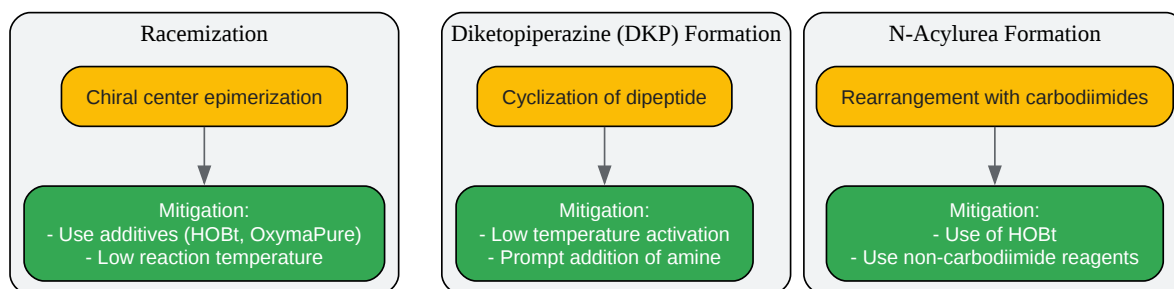 Racemization
Chiral center epimerization
Mitigation:
- Use additives (HOBt, OxymaPure)
- Low reaction temperature
Diketopiperazine (DKP) Formation
Cyclization of dipeptide
Mitigation:
- Low temperature activation
- Prompt addition of amine
N-Acylurea Formation
Rearrangement with carbodiimides
Mitigation:
- Use of HOBt
- Use non-carbodiimide reagents